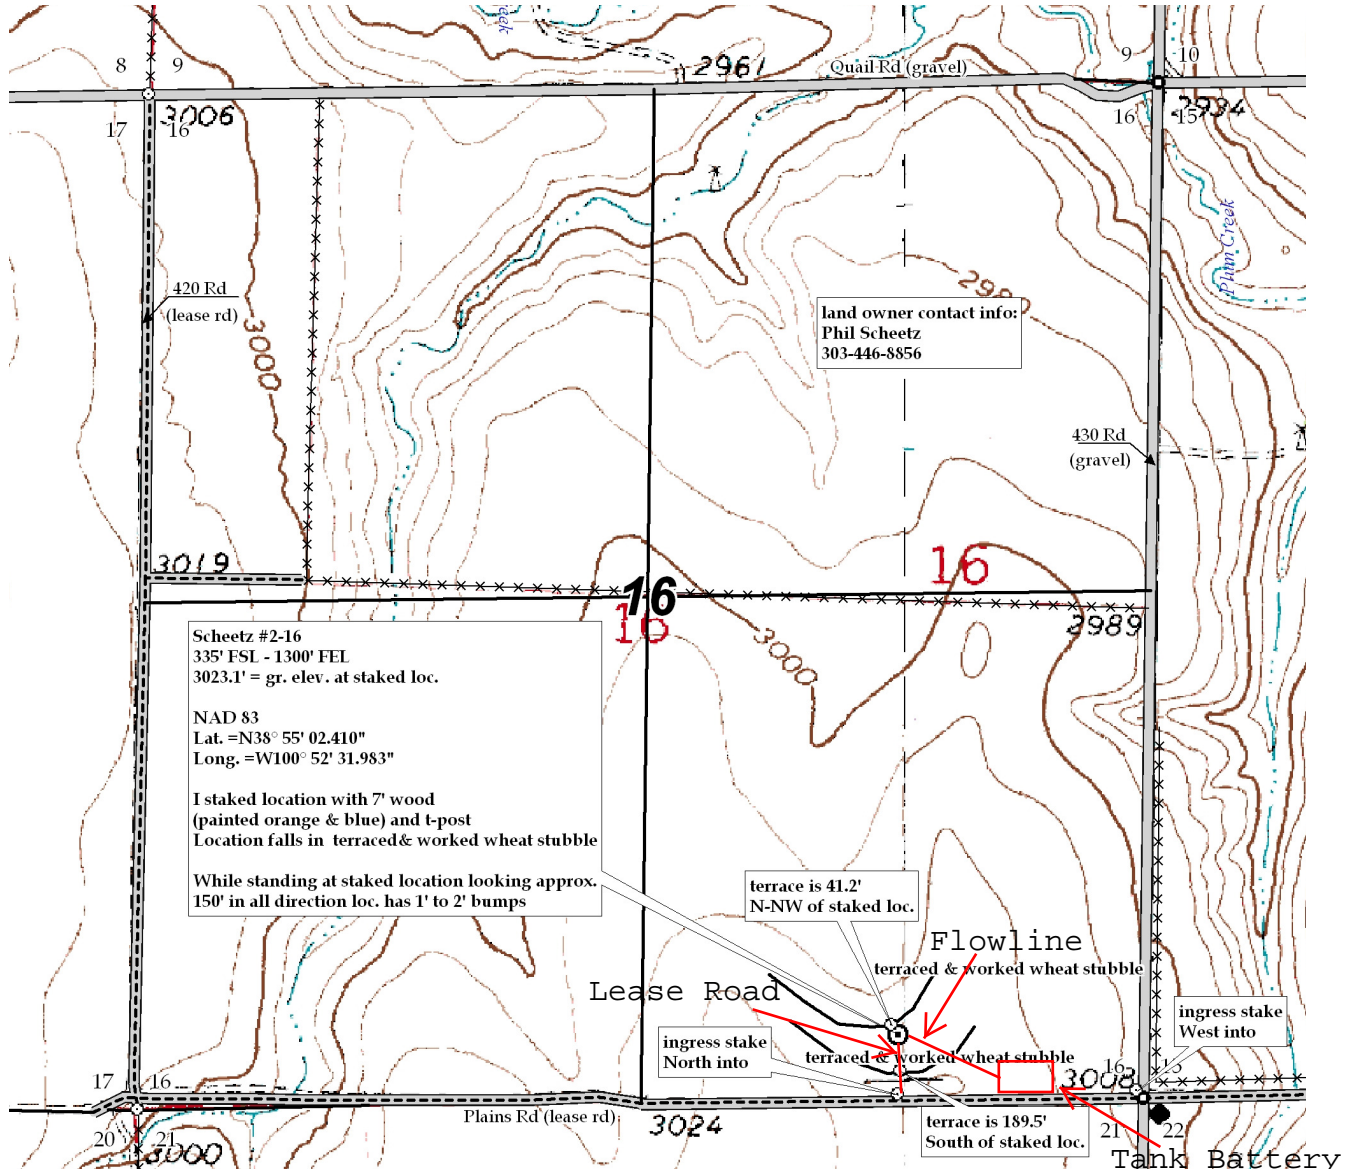 eek
8
9
2961
Quail Rd (gravel)
9
10
3006
2934
17
16
16
15
Plum Creek
420 Rd
(lease rd)
2980
3000
land owner contact info:
Phil Scheetz
303-446-8856
430 Rd
(gravel)
3019
16
16
16
2989
3000
Scheetz #2-16
335' FSL - 1300' FEL
3023.1' = gr. elev. at staked loc.
NAD 83
Lat. =N38° 55' 02.410"
Long. =W100° 52' 31.983"
I staked location with 7' wood
(painted orange & blue) and t-post
Location falls in terraced& worked wheat stubble
While standing at staked location looking approx.
150' in all direction loc. has 1' to 2' bumps
terrace is 41.2'
N-NW of staked loc.
Flowline
terraced & worked wheat stubble
Lease Road
ingress stake
West into
ingress stake
North into
terraced & worked wheat stubble
17
16
3008
16
15
Plains Rd (lease rd)
3024
terrace is 189.5'
South of staked loc.
20
21
3000
21
22
Tank Battery